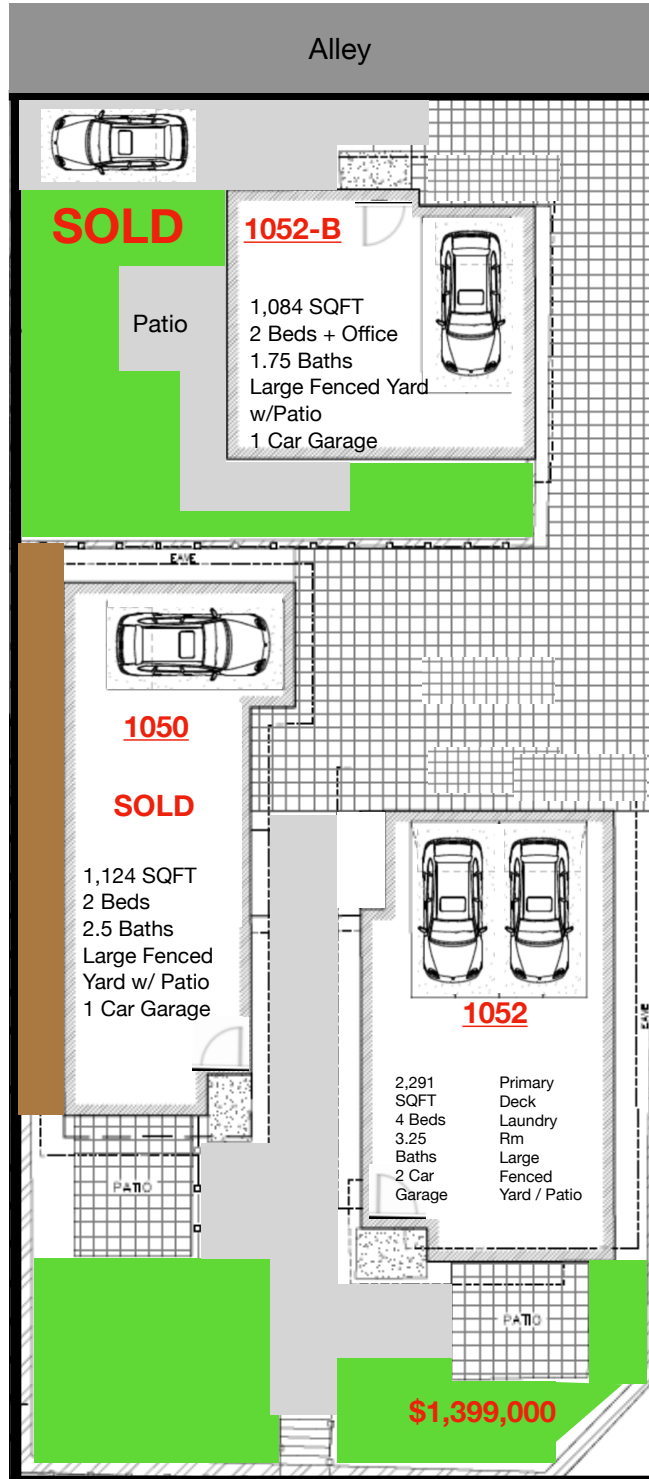 Alley
SOLD
1052-B
1,084 SQFT
2 Beds + Office
1.75 Baths
Large Fenced Yard
w/Patio
1 Car Garage
Patio
EAVE
1050
SOLD
1,124 SQFT
2 Beds
2.5 Baths
Large Fenced
Yard w/ Patio
1 Car Garage
PATIO
1052
2,291
SQFT
4 Beds
3.25
Baths
2 Car
Garage
Primary
Deck
Laundry
Rm
Large
Fenced
Yard / Patio
EAVE
PATIO
$1,399,000